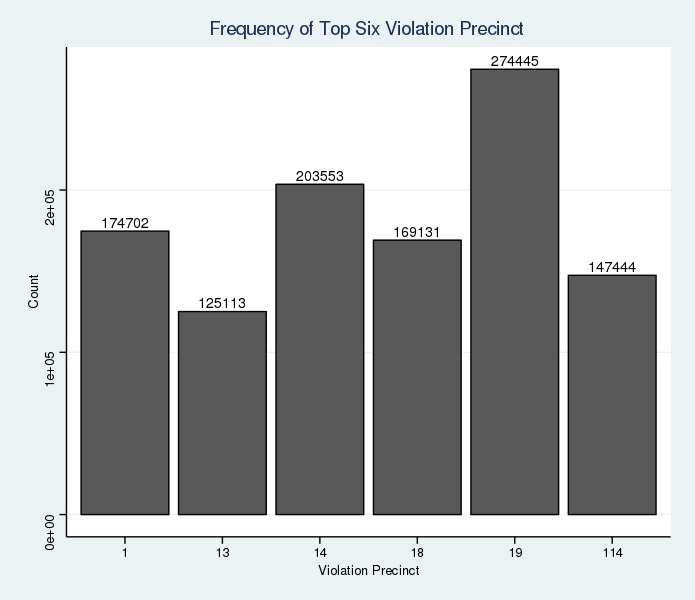 Frequency of Top Six Violation Precinct
274445
203553
174702
169131
147444
125113
2e+05
1e+05
0e+00
Count
1 13 14 18 19 114
Violation Precinct